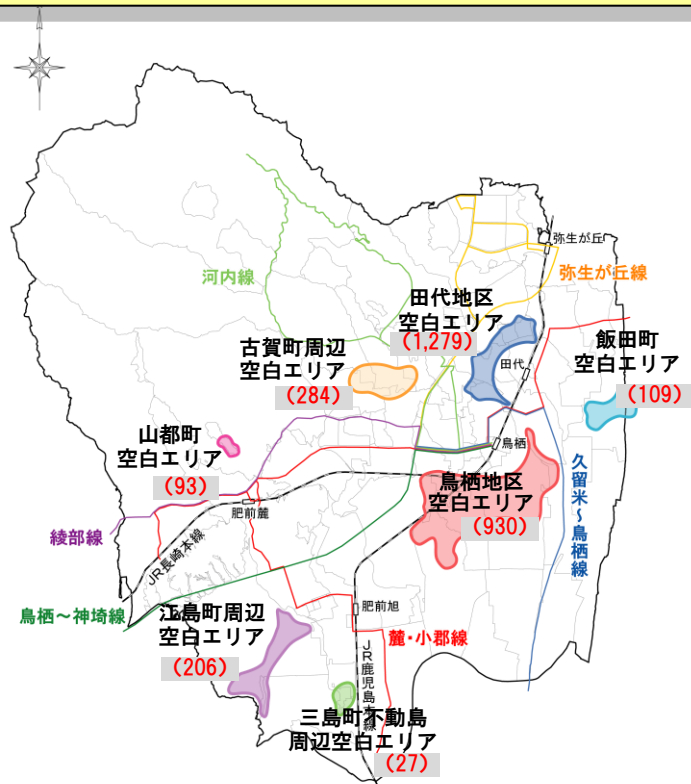 弥生が丘
河内線
弥生が丘線
田代地区
空白エリア
(1,279)
古賀町周辺
空白エリア
(284)
田代
飯田町
空白エリア
(109)
山都町
空白エリア
(93)
鳥栖
鳥栖地区
空白エリア
(930)
久留米~鳥栖線
肥前麓
綾部線
JR長崎本線
鳥栖~神埼線
江島町周辺
空白エリア
(206)
肥前旭
麓・小郡線
JR鹿児島本線
三島町不動島
周辺空白エリア
(27)